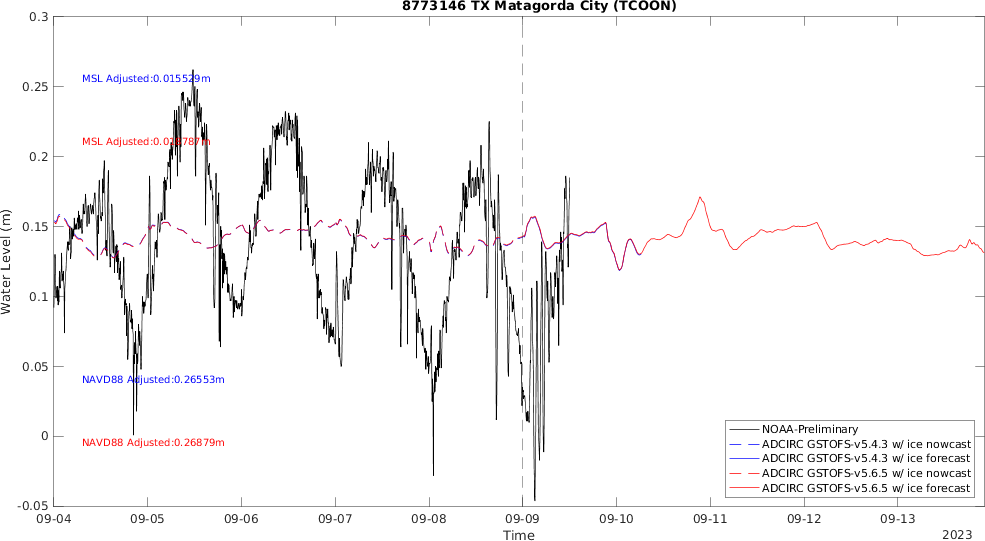 8773146 TX Matagorda City (TCOON)
0.3
0.25
0.2
0.15
0.1
0.05
0
-0.05
Water Level (m)
MSL Adjusted:0.015529m
MSL Adjusted:0.018787m
NAVD88 Adjusted:0.26553m
NAVD88 Adjusted:0.26879m
NOAA-Preliminary
ADCIRC GSTOFS-v5.4.3 w/ ice nowcast
ADCIRC GSTOFS-v5.4.3 w/ ice forecast
ADCIRC GSTOFS-v5.6.5 w/ ice nowcast
ADCIRC GSTOFS-v5.6.5 w/ ice forecast
09-04 09-05 09-06 09-07 09-08 09-09 09-10 09-11 09-12 09-13
Time
2023